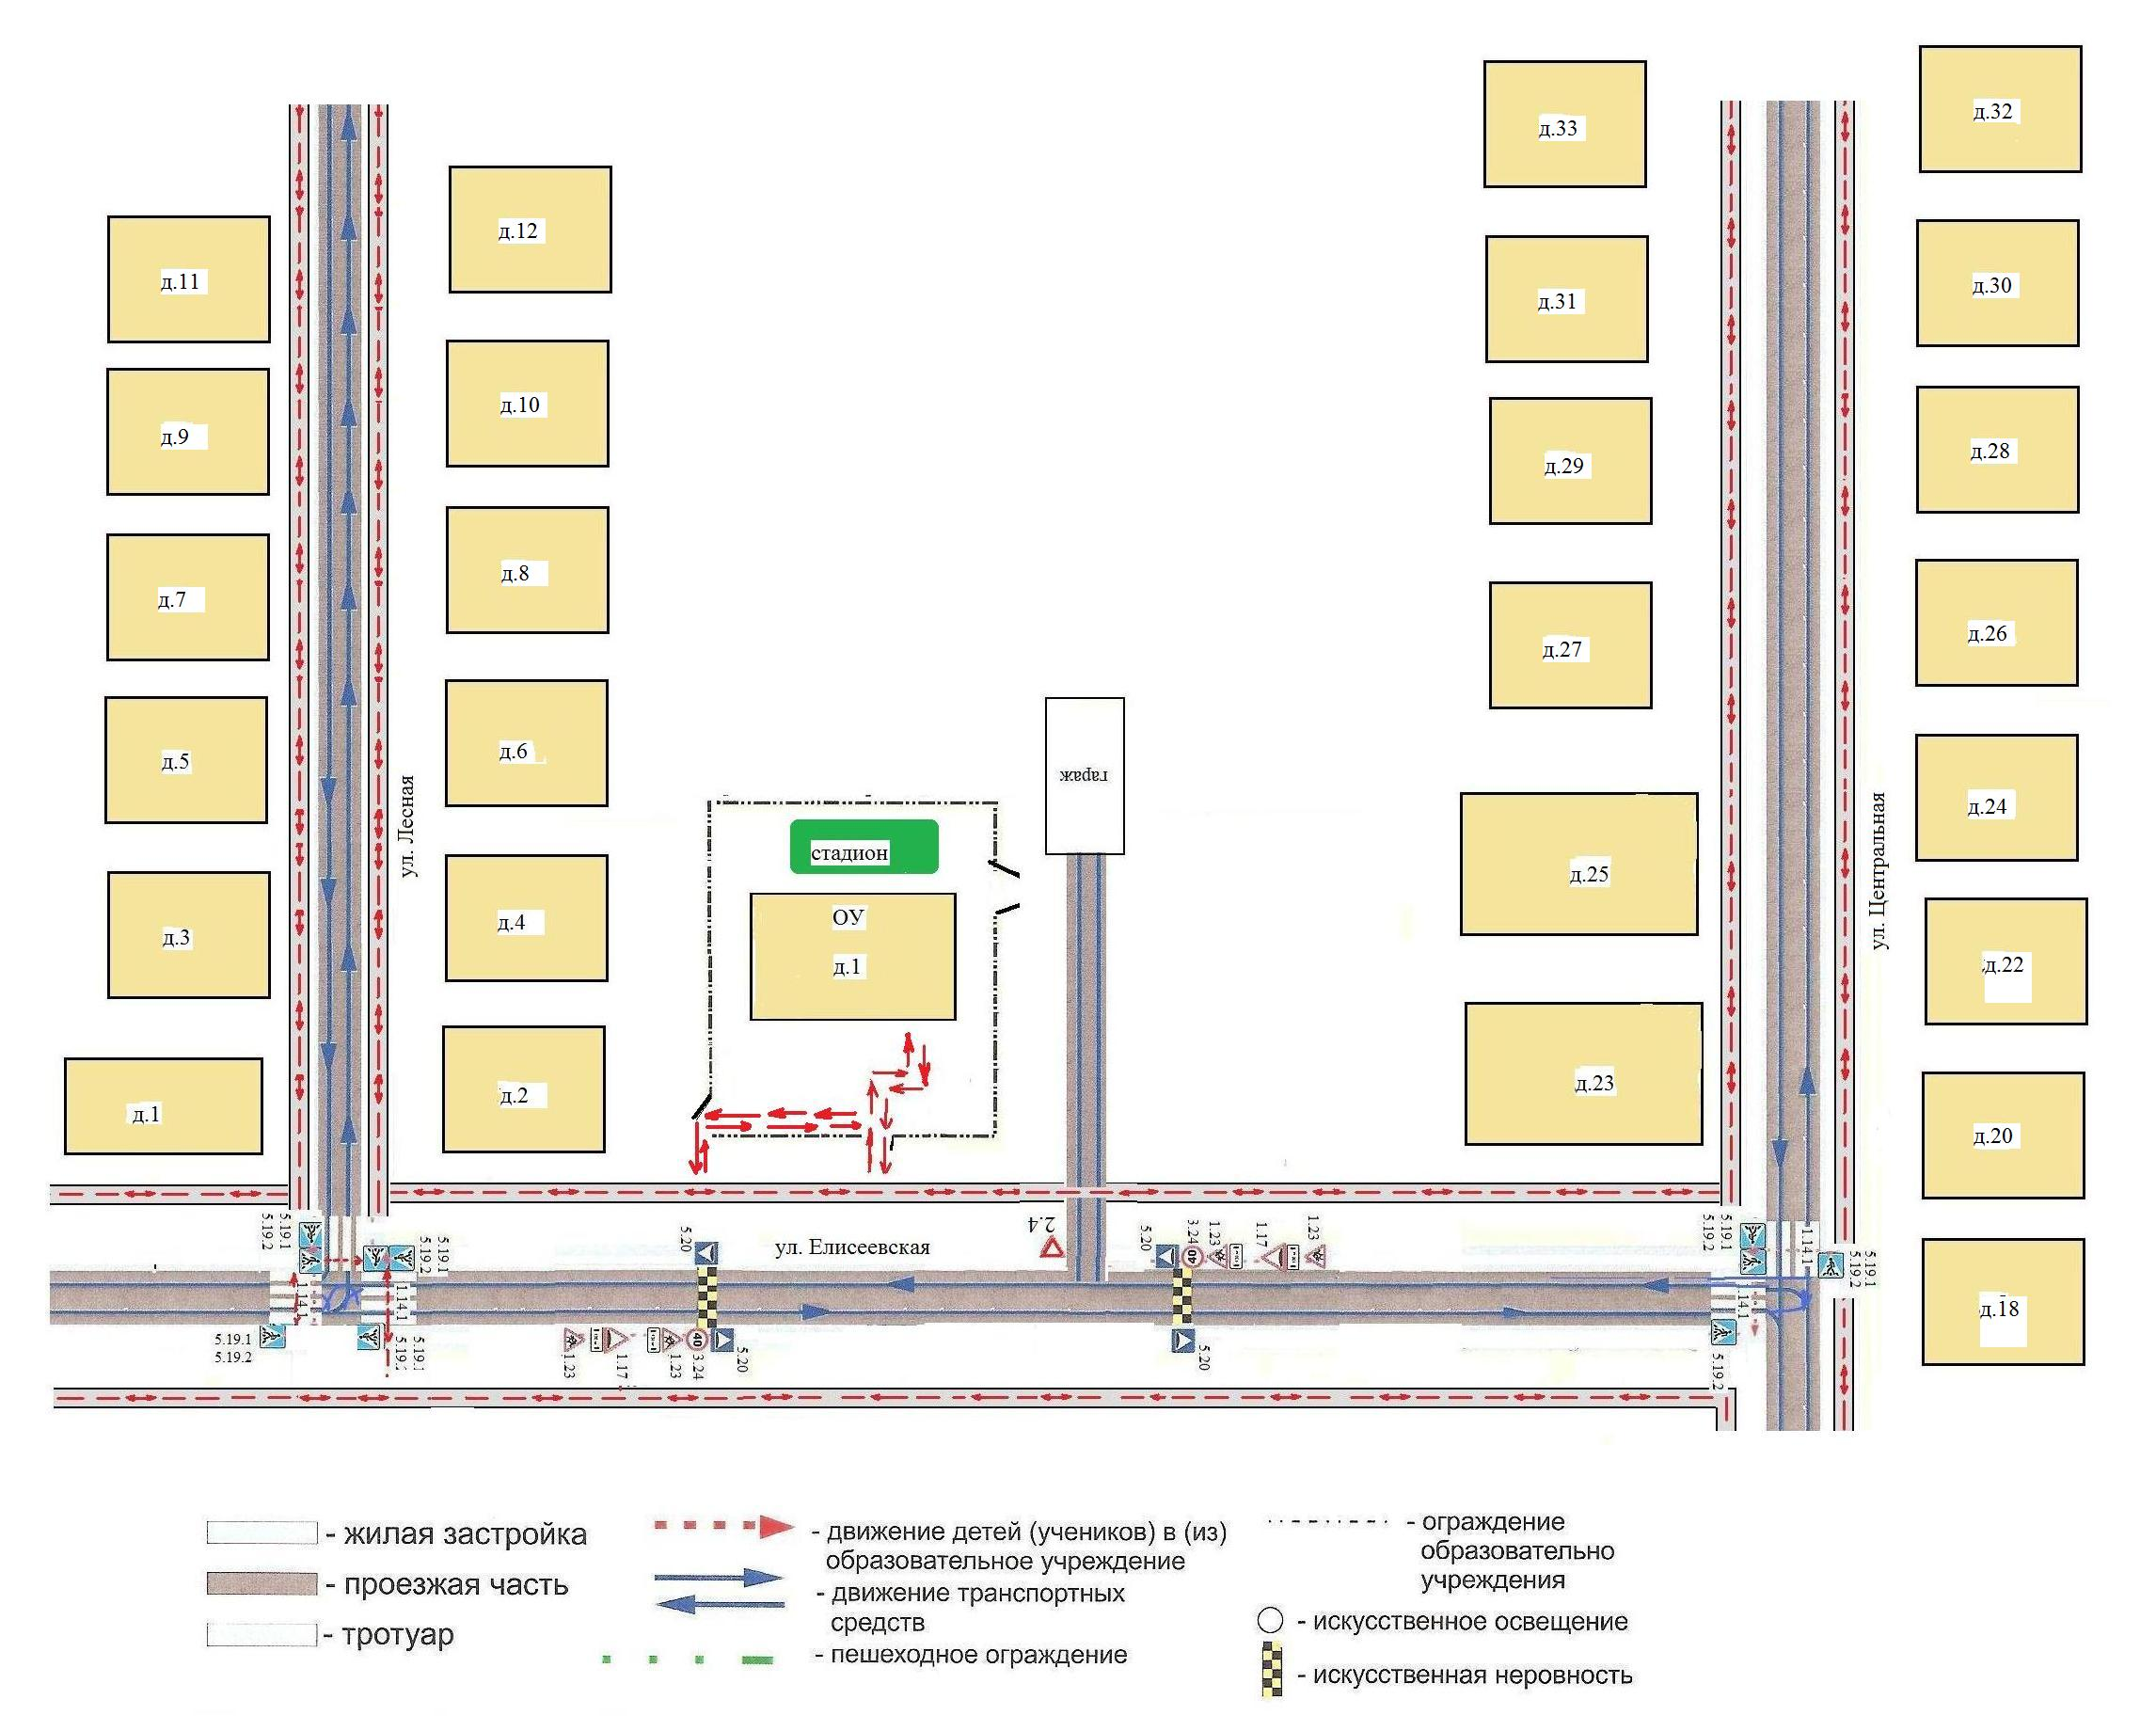 д.32
д.33
д.12
д.11
д.30
д.31
д.10
д.9
д.28
д.29
д.8
д.7
д.26
д.27
д.6
д.5
ул. Лесная
гараж
ул. Центральная
д.24
стадион
д.25
ОУ
д.1
д.4
д.3
д.22
д.23
д.2
д.1
д.20
5.19.2
5.19.1
5.19.2
5.19.1
5.20
ул. Елисеевская
2.4
5.20
3.24
1.23
1.17
1.23
40
5.19.2
5.19.1
1.14.1
5.19.2
5.19.1
1.14.1
1.14.1
д.18
5.19.1
5.19.2
5.19.1
1.23
1.17
1.23
3.24
40
5.20
5.20
5.19.2
- жилая застройка
- проезжая часть
- тротуар
- движение детей (учеников) в (из)
образовательное учреждение
- движение транспортных
средств
- пешеходное ограждение
- ограждение
образовательно
учреждения
- искусственное освещение
- искусственная неровность